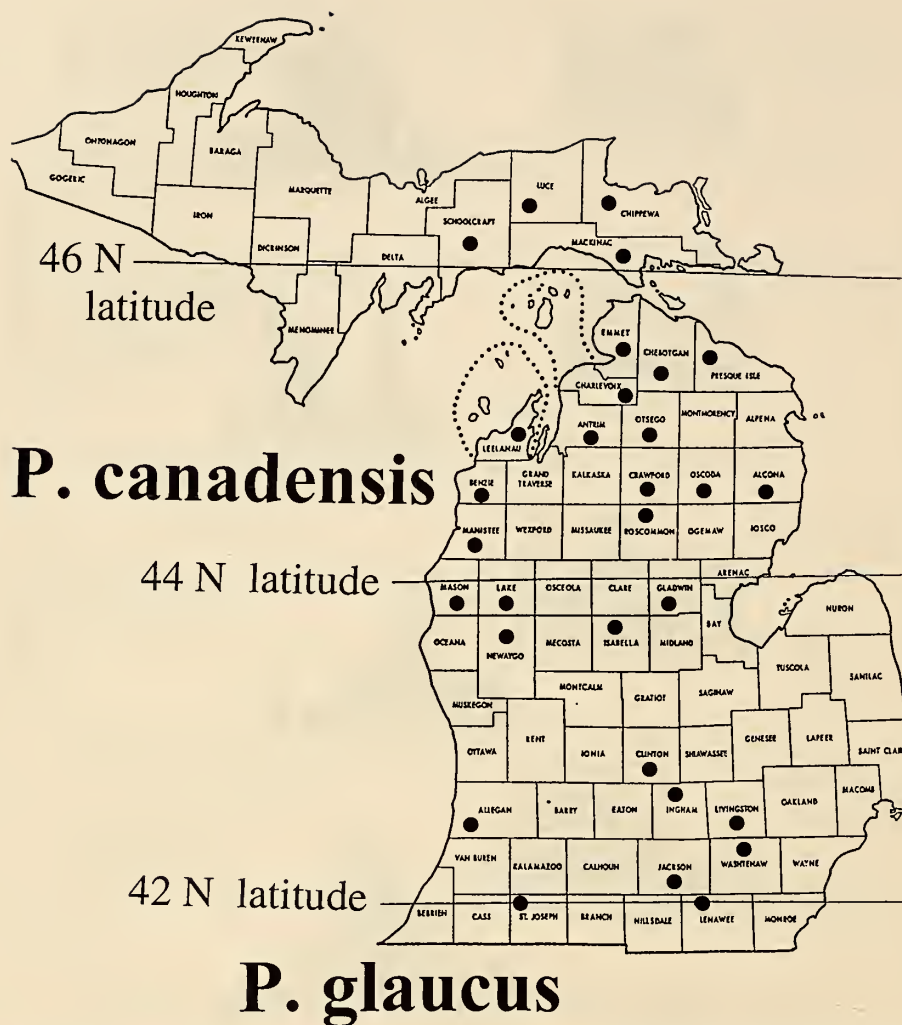 KEWEENAW
HOUGHTON
ONTONAGON
BARAGA
GOGEBIC
MARQUETTE
LUCE
ALGEE
CHIPPEWA
SCHOOLCRAFT
IRON
MACKINAC
DICKINSON
DELTA
46 N
latitude
MENOMINEE
EMMET
CHEBOYGAN
PRESQUE ISLE
CHARLEVOIX
ANTRIM
OTSEGO
MONTMORENCY
ALPENA
LEELANAU
P. canadensis
BENZIE
GRAND TRAVERSE
KALKASKA
CRAWFORD
OSCODA
ALCONA
MANISTEE
WEXFORD
MISSAUKEE
ROSCOMMON
OGEMAW
IOSCO
44 N latitude
ARENAC
MASON
LAKE
OSCEOLA
CLARE
GLADWIN
HURON
BAY
OCEANA
NEWAYGO
MECOSTA
ISABELLA
MIDLAND
TUSCOLA
SANILAC
MONTCALM
GRATIOT
SAGINAW
MUSKEGON
OTTAWA
KENT
IONIA
CLINTON
SHIAWASSEE
GENESEE
LAPEER
SAINT CLAIR
MACOMB
ALLEGAN
BARRY
EATON
INGHAM
LIVINGSTON
OAKLAND
VAN BUREN
KALAMAZOO
CALHOUN
JACKSON
WASHTENAW
WAYNE
42 N latitude
BERRIEN
CASS
ST. JOSEPH
BRANCH
HILLSDALE
LENAWEE
MONROE
P. glaucus